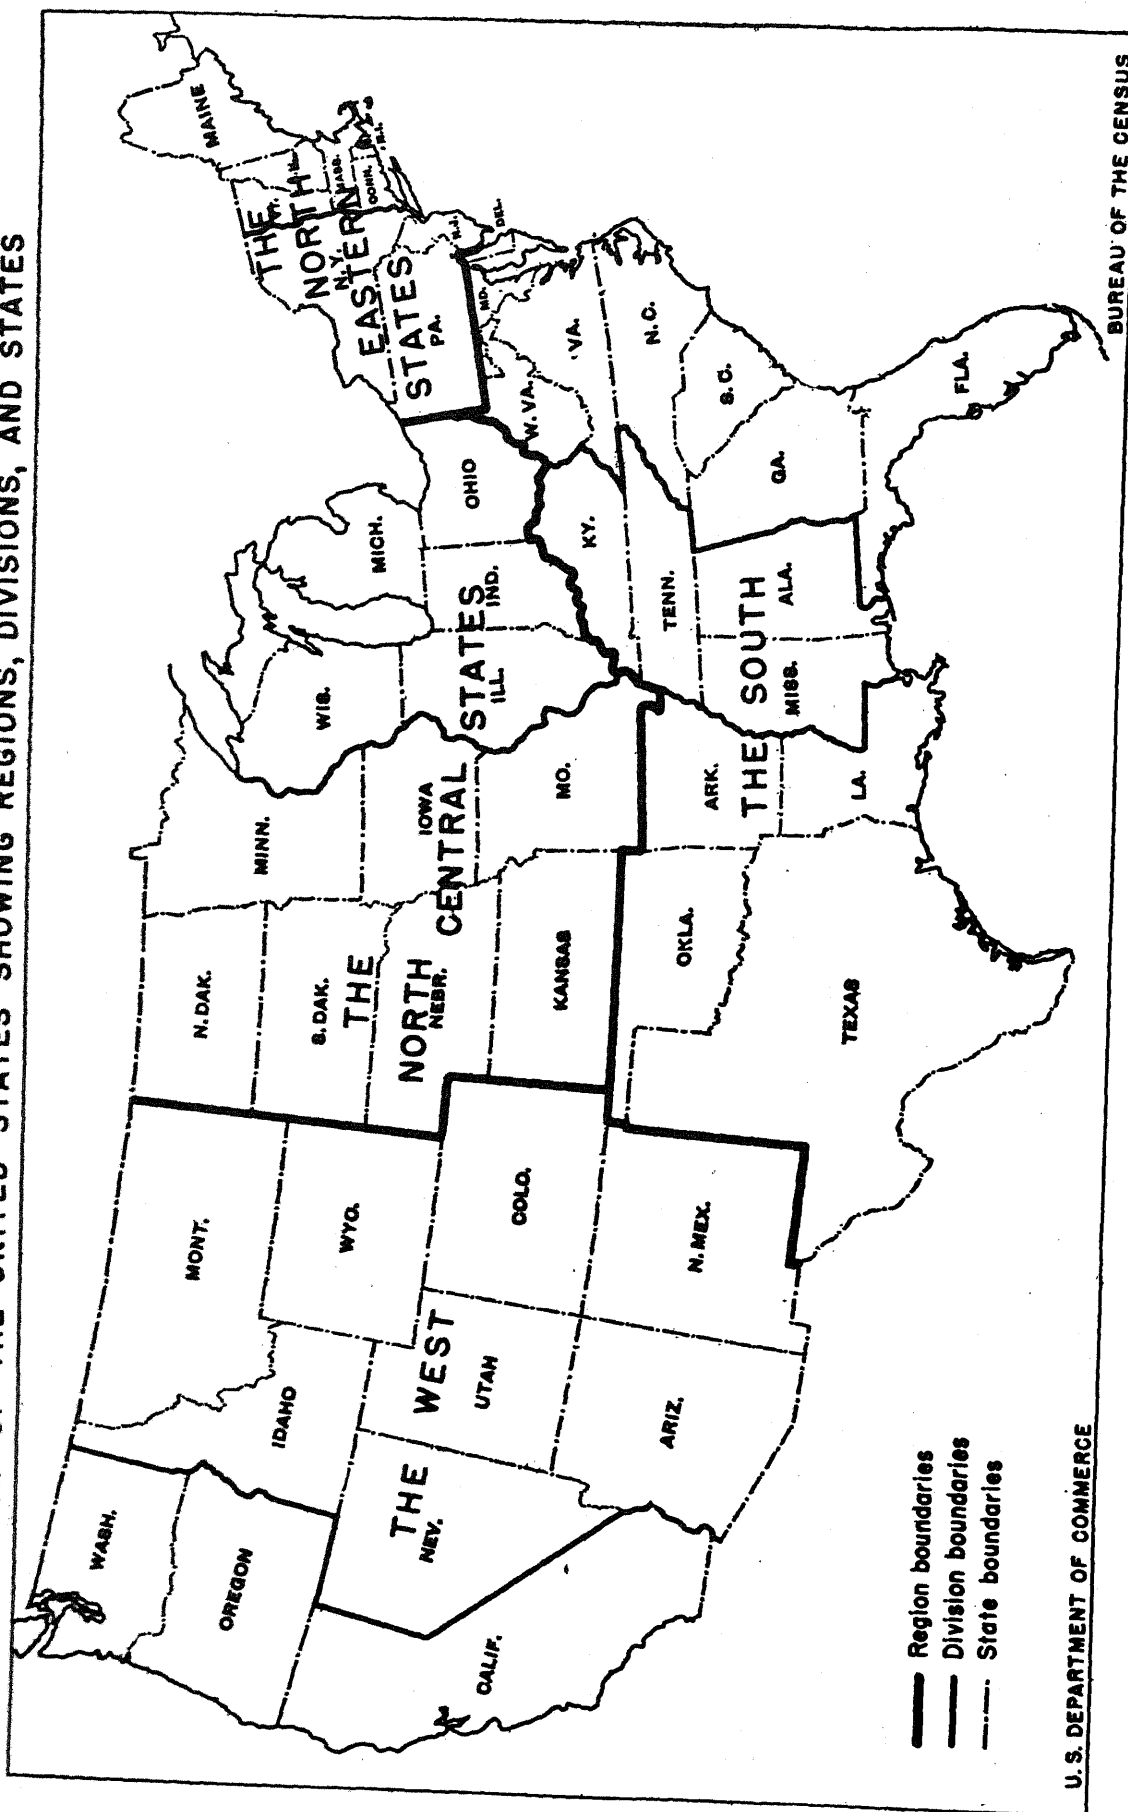 THE UNITED STATES SHOWING REGIONS, DIVISIONS, AND STATES
WASH.
OREGON
CALIF.
THE WEST
NEV.
IDAHO
UTAH
ARIZ.
MONT.
WYO.
COLO.
N. MEX.
THE
NORTH
CENTRAL
STATES
N. DAK.
S. DAK.
NEBR.
KANSAS
MINN.
IOWA
MO.
WIS.
ILL.
MICH.
IND.
OHIO
THE SOUTH
TEXAS
OKLA.
ARK.
LA.
MISS.
ALA.
TENN.
KY.
GA.
FLA.
S. C.
N. C.
VA.
W. VA.
MD.
DEL.
THE
NORTH
EASTERN
STATES
PA.
N.J.
N.Y.
CONN.
R.I.
MASS.
VT.
MAINE
Region boundaries
Division boundaries
State boundaries
U.S. DEPARTMENT OF COMMERCE
BUREAU OF THE CENSUS